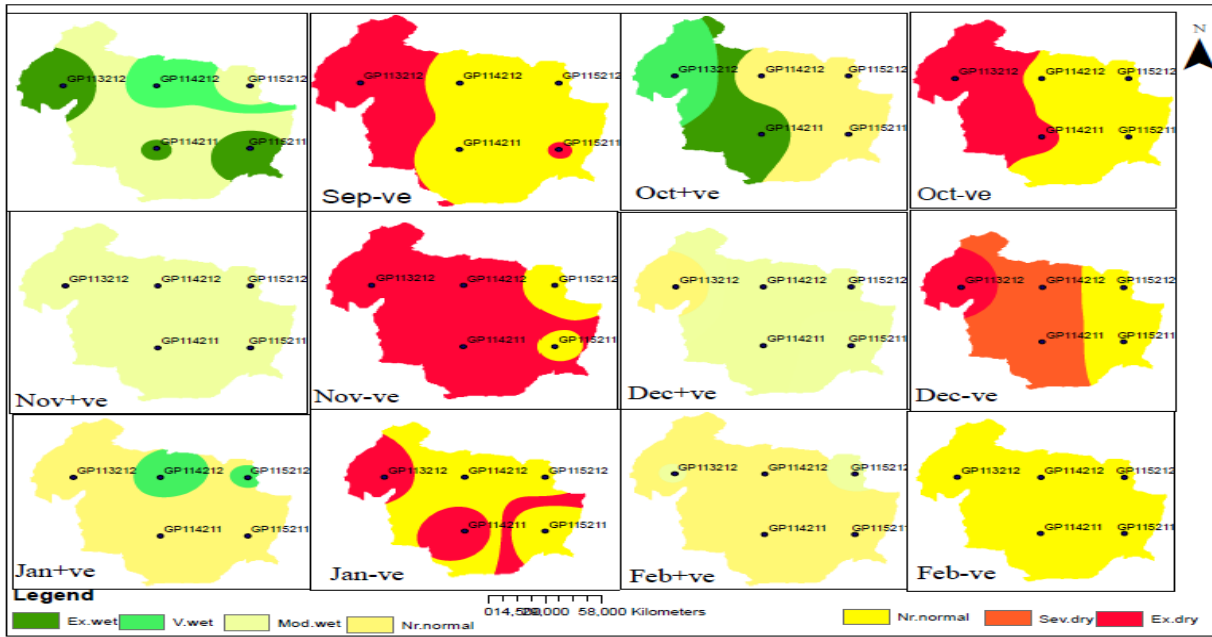 N
GP113212 GP114212 GP115212
GP114211 GP115211
GP113212 GP114212 GP115212
GP114211 GP115211
Sep-ve
GP113212 GP114212 GP115212
GP114211 GP115211
Oct+ve
GP113212 GP114212 GP115212
GP114211 GP115211
Oct-ve
GP113212 GP114212 GP115212
GP114211 GP115211
Nov+ve
GP113212 GP114212 GP115212
GP114211 GP115211
Nov-ve
GP113212 GP114212 GP115212
GP114211 GP115211
Dec+ve
GP113212 GP114212 GP115212
GP114211 GP115211
Dec-ve
GP113212 GP114212 GP115212
GP114211 GP115211
Jan+ve
GP113212 GP114212 GP115212
GP114211 GP115211
Jan-ve
GP113212 GP114212 GP115212
GP114211 GP115211
Feb+ve
GP113212 GP114212 GP115212
GP114211 GP115211
Feb-ve
Legend
Ex.wet V.wet Mod.wet Nr.normal
58,000 Kilometers
Nr.normal Sev.dry Ex.dry